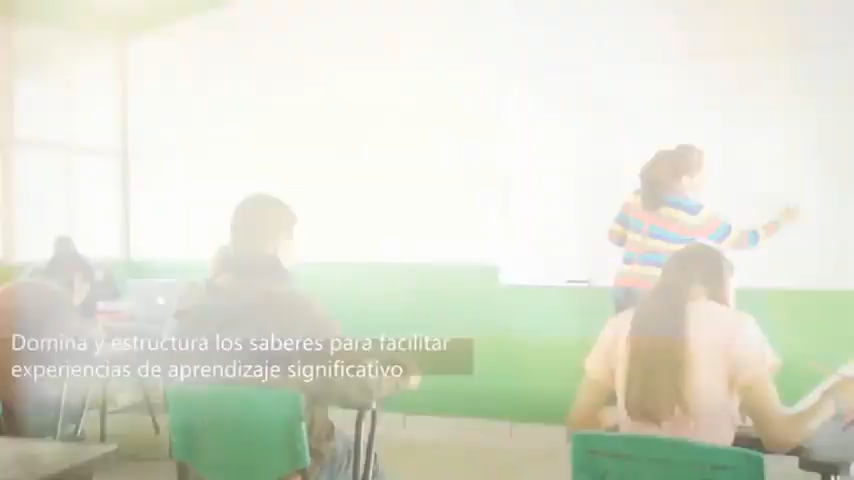 Domina y estructura los saberes para facilitar
experiencias de aprendizaje significativo